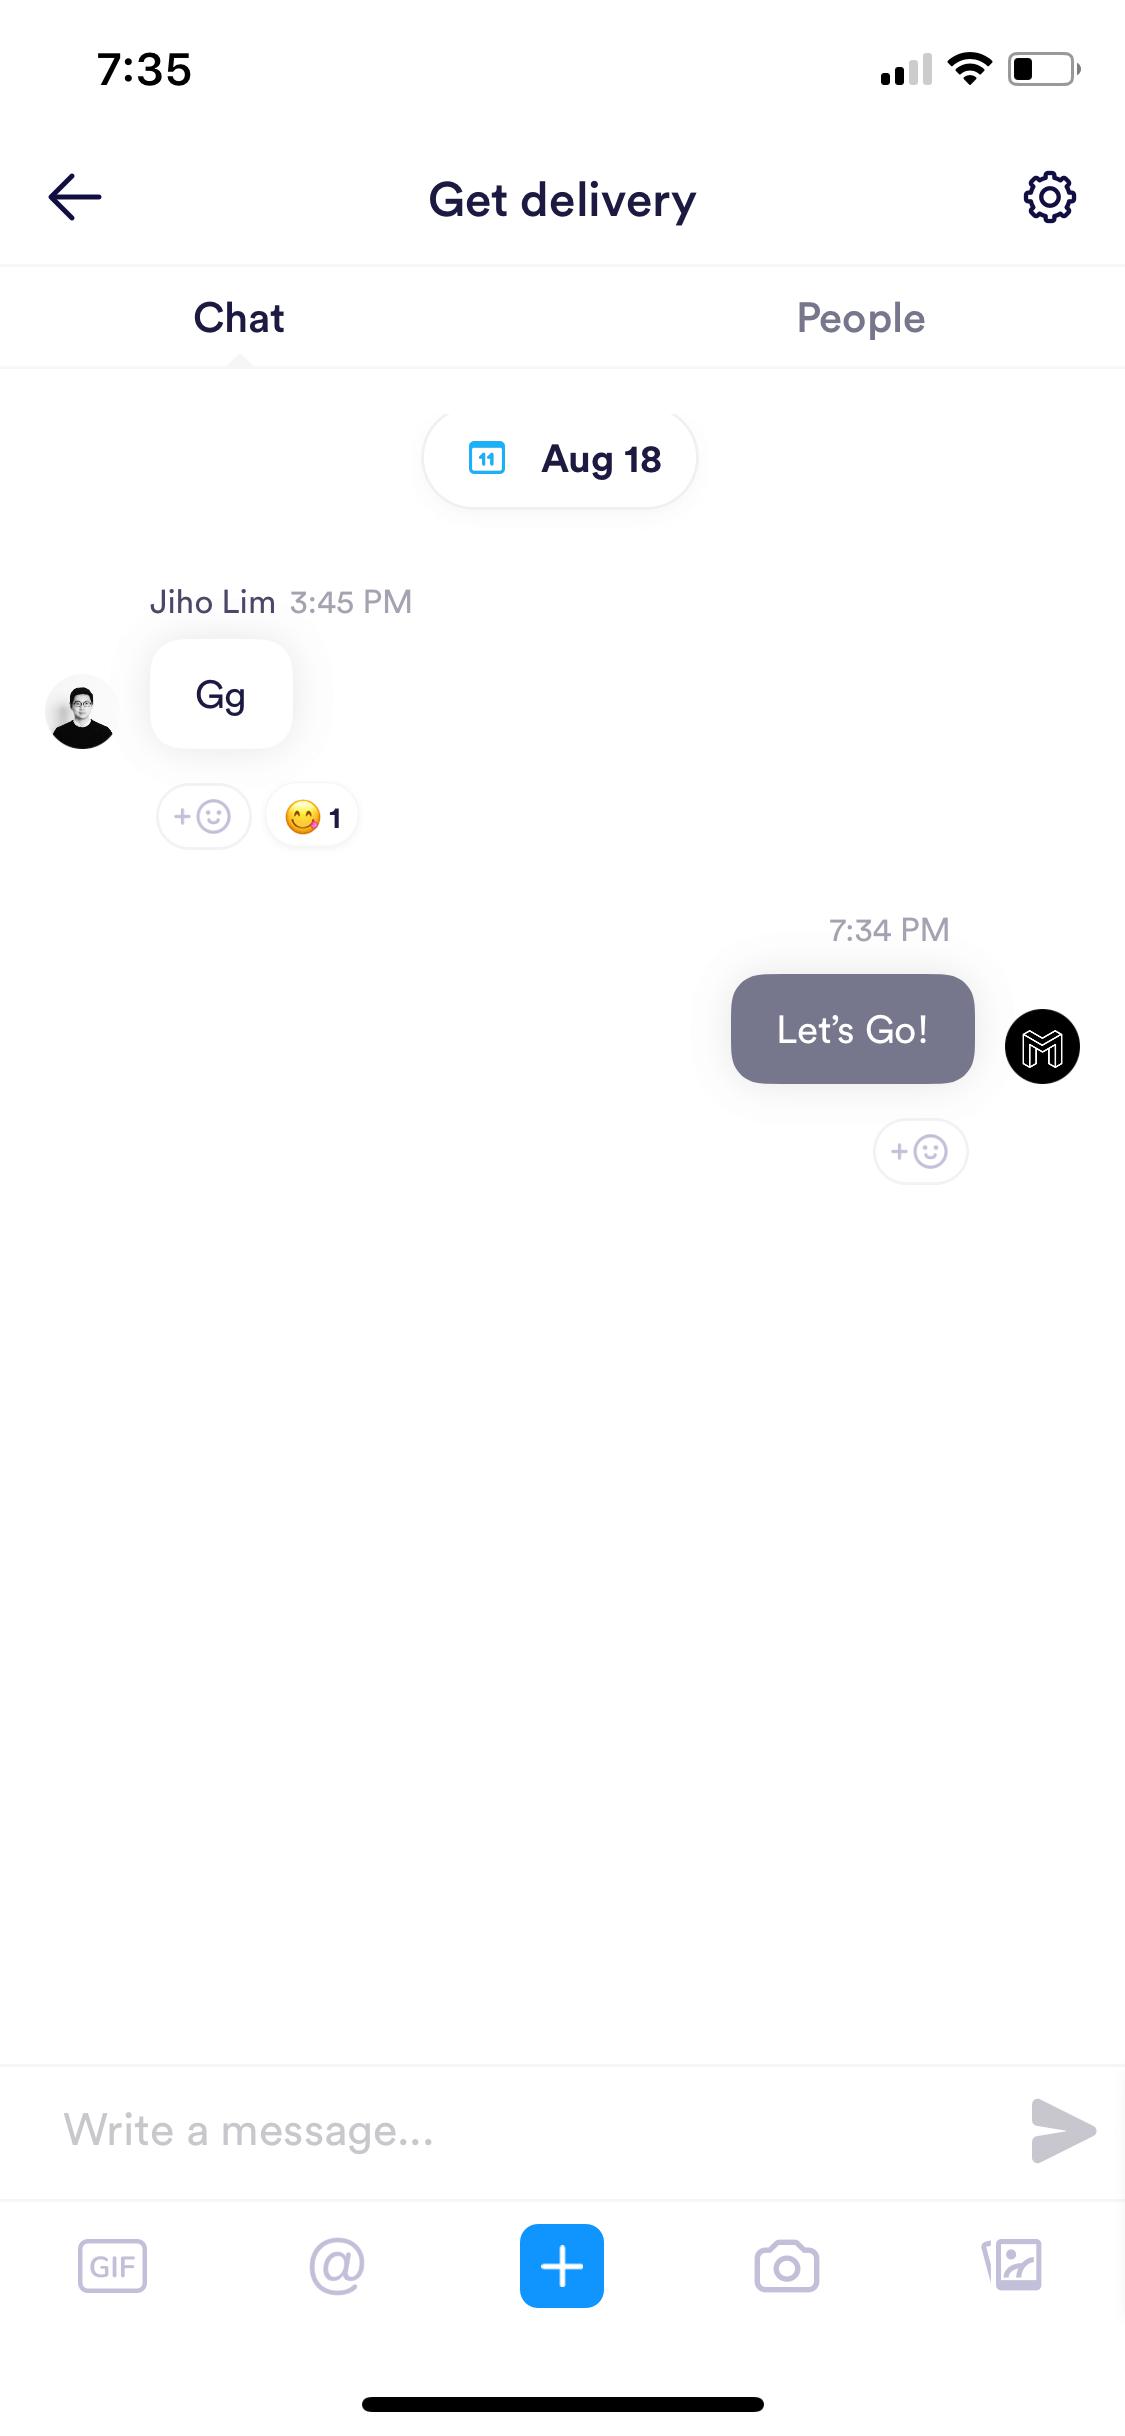 7:35
Get delivery
Chat
People
11
Aug 18
Jiho Lim 3:45 PM
Gg
+
😋 1
7:34 PM
Let’s Go!
M
+
Write a message...
GIF
@
+